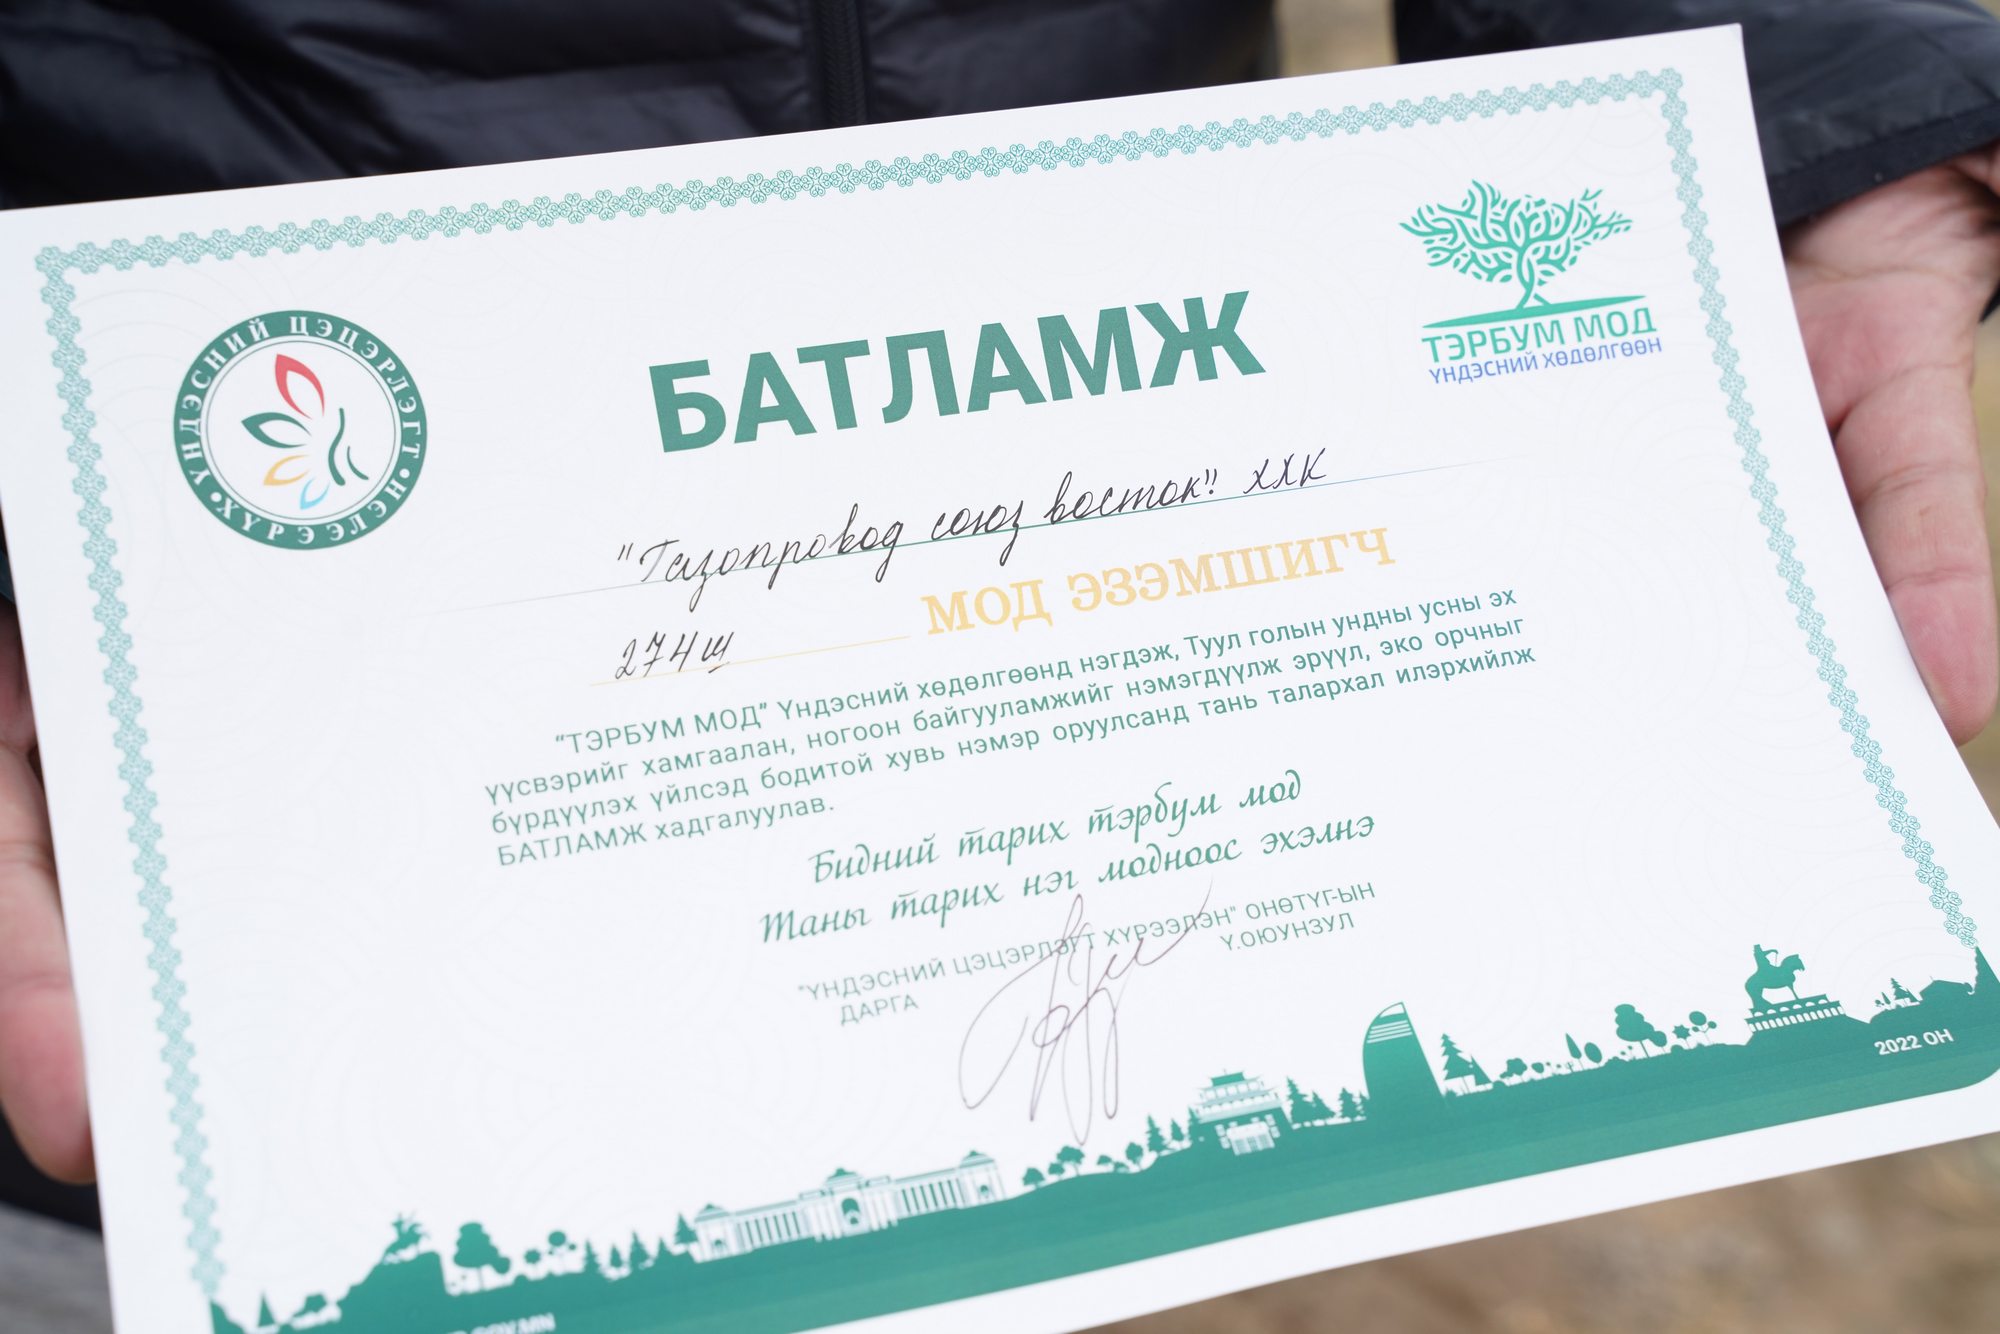 ҮНДЭСНИЙ ЦЭЦЭРЛЭГТ ХҮРЭЭЛЭН
ТЭРБУМ МОД
ҮНДЭСНИЙ ХӨДӨЛГӨӨН
БАТЛАМЖ
"Газопровод союз восток". ХХК
274ш МОД ЭЗЭМШИГЧ
"ТЭРБУМ МОД" Үндэсний хөдөлгөөнд нэгдэж, Туул голын ундны усны эх
үүсвэрийг хамгаалан, ногоон байгууламжийг нэмэгдүүлж эрүүл, эко орчныг
бүрдүүлэх үйлсэд бодитой хувь нэмэр оруулсанд тань талархал илэрхийлж
БАТЛАМЖ хадгалуулав.
Бидний тарих тэрбум мод
Таны тарих нэг модноос эхэлнэ
"ҮНДЭСНИЙ ЦЭЦЭРЛЭГТ ХҮРЭЭЛЭН" ОНӨТҮГ-ЫН
ДАРГА Ү.ОЮУНЗУЛ
2022 ОН